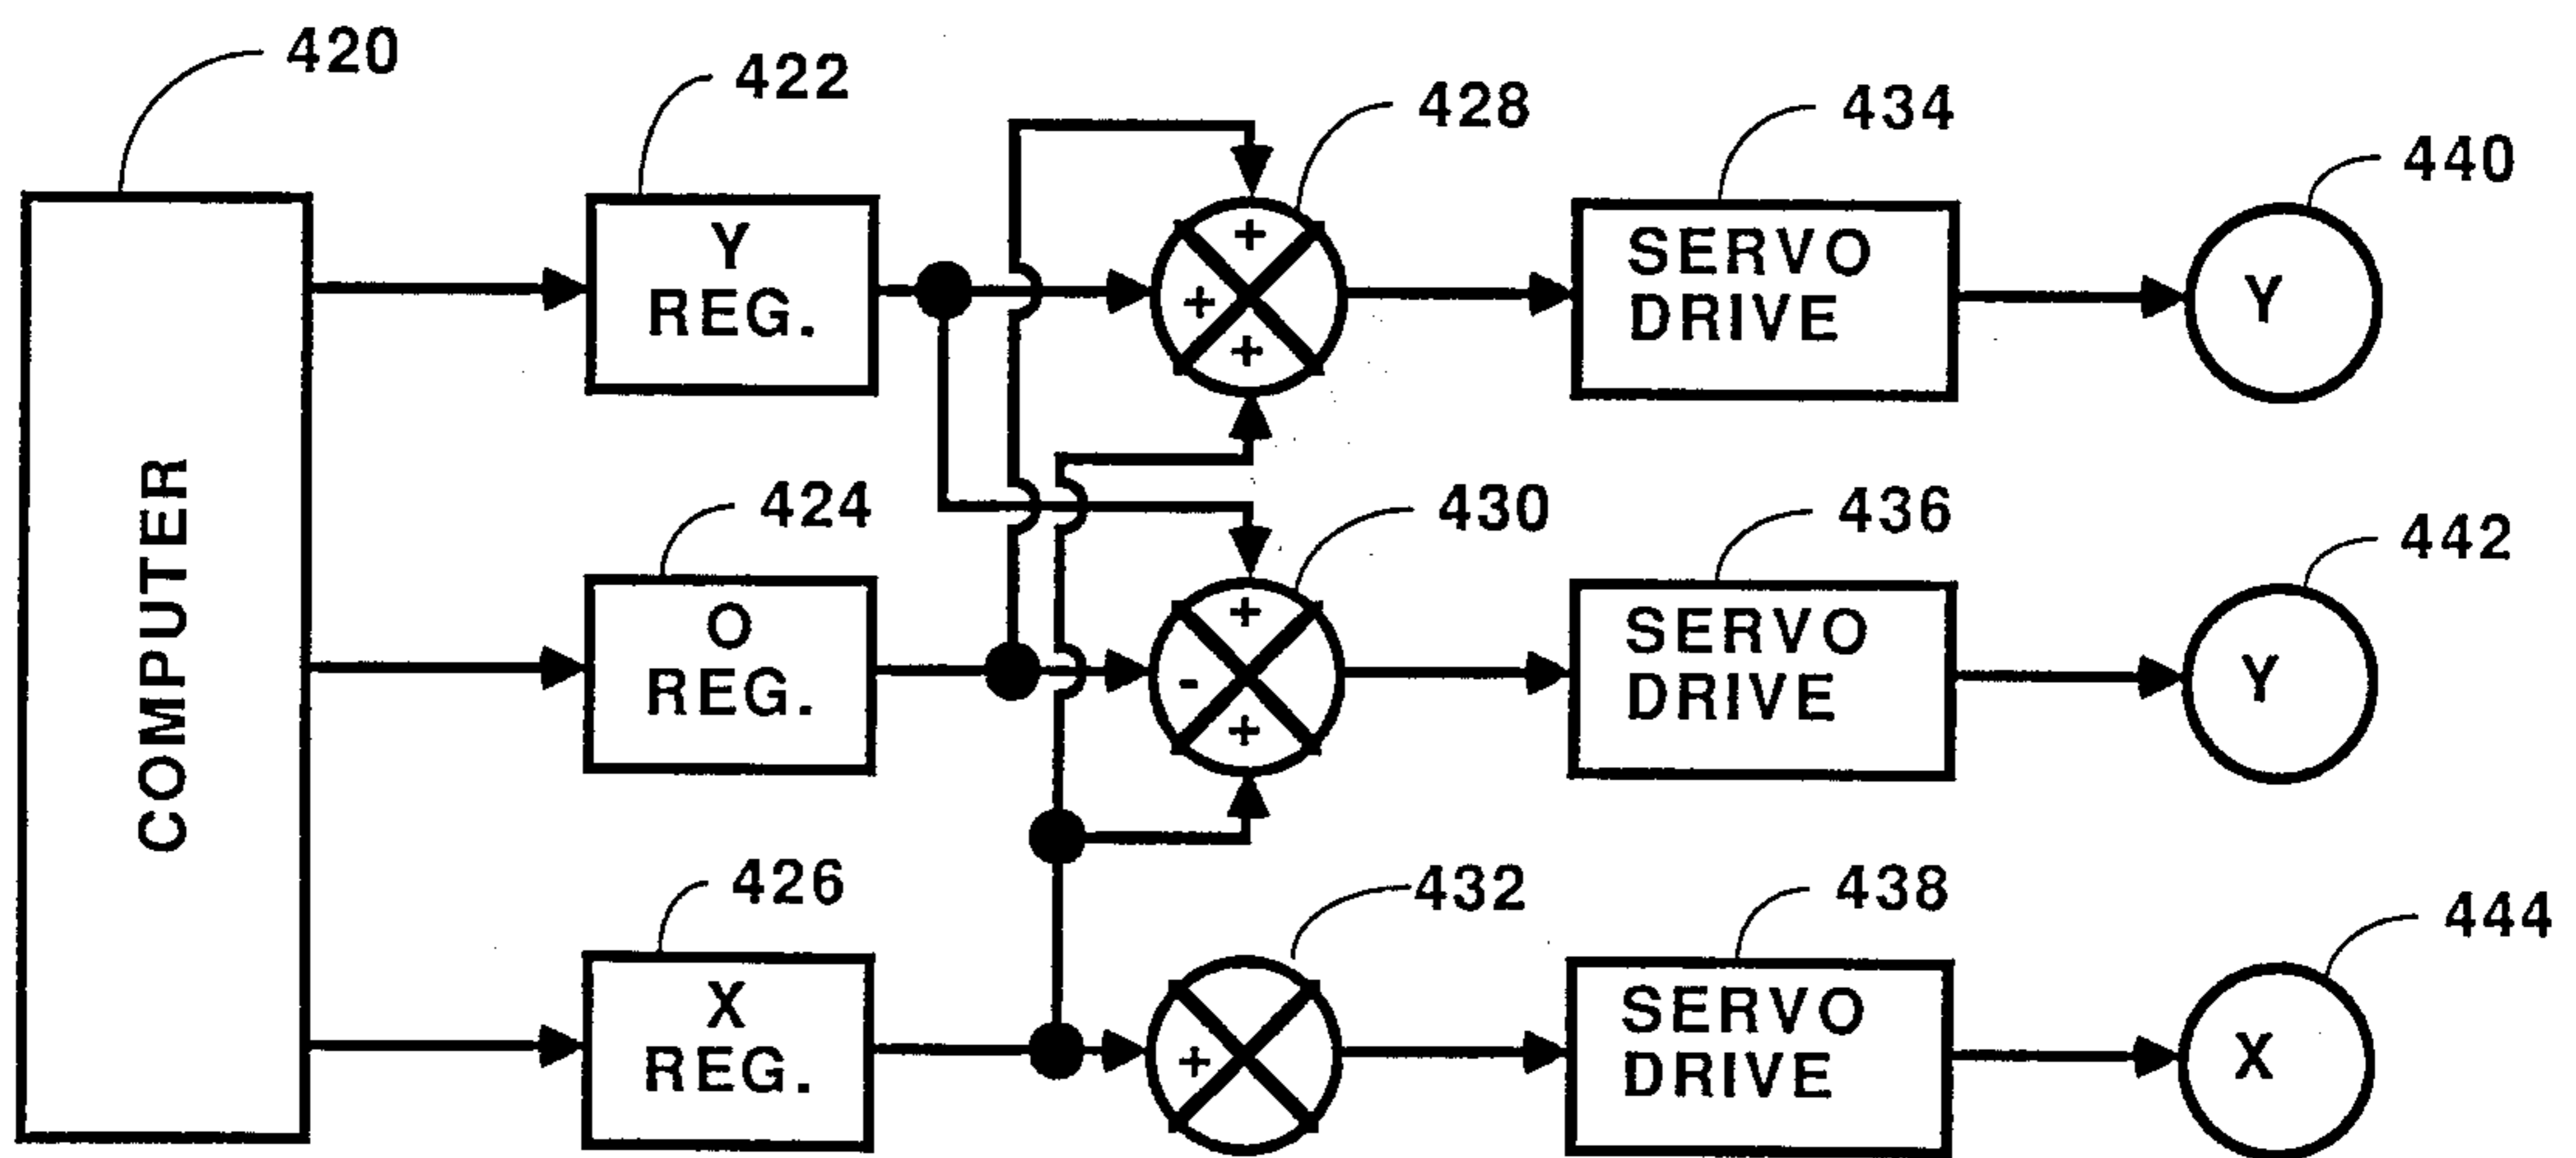 420
422
428
434
440
COMPUTER
Y
REG.
+
+
+
SERVO
DRIVE
Y
424
430
436
442
O
REG.
+
-
+
SERVO
DRIVE
Y
426
432
438
444
X
REG.
+
SERVO
DRIVE
X